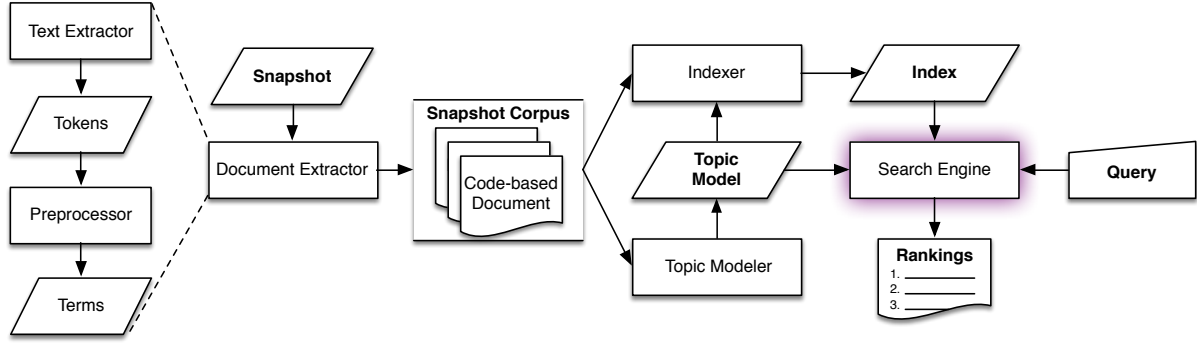 Text Extractor
Tokens
Preprocessor
Terms
Snapshot
Document Extractor
Snapshot Corpus
Code-based
Document
Indexer
Topic
Model
Topic Modeler
Index
Search Engine
Query
Rankings
1.
2.
3.